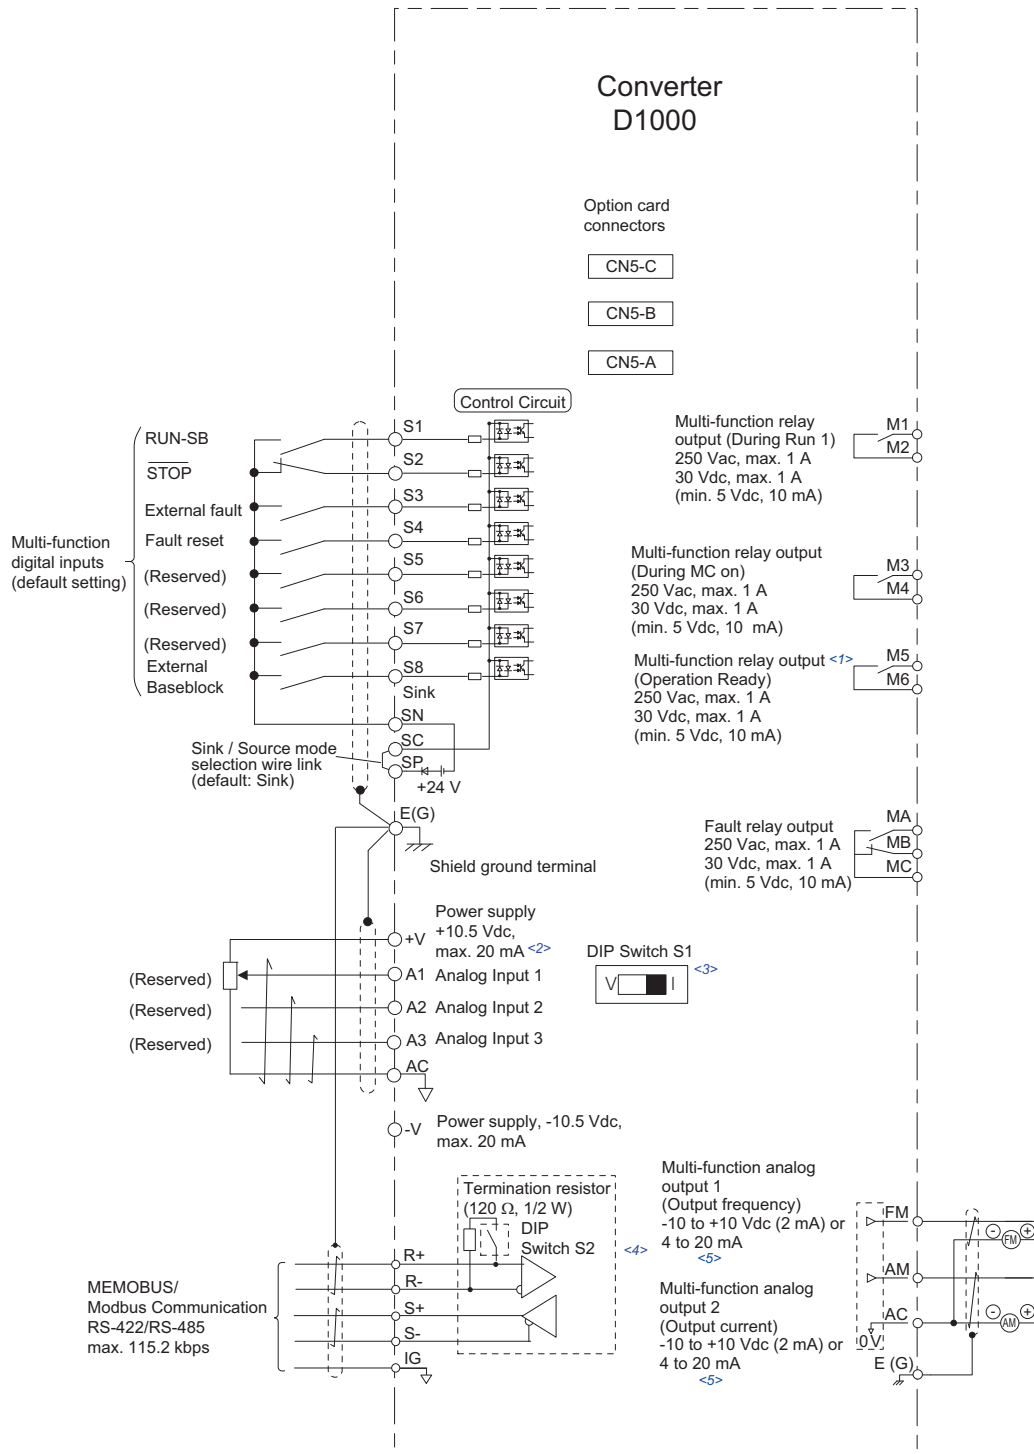 Converter
D1000
Option card
connectors
CN5-C
CN5-B
CN5-A
Control Circuit
Multi-function
digital inputs
(default setting)
RUN-SB
STOP
External fault
Fault reset
(Reserved)
(Reserved)
(Reserved)
External
Baseblock
S1
S2
S3
S4
S5
S6
S7
S8
Sink
SN
SC
SP
+24 V
Sink / Source mode
selection wire link
(default: Sink)
E(G)
Shield ground terminal
Multi-function relay
output (During Run 1)
250 Vac, max. 1 A
30 Vdc, max. 1 A
(min. 5 Vdc, 10 mA)
M1
M2
Multi-function relay output
(During MC on)
250 Vac, max. 1 A
30 Vdc, max. 1 A
(min. 5 Vdc, 10 mA)
M3
M4
Multi-function relay output <1>
(Operation Ready)
250 Vac, max. 1 A
30 Vdc, max. 1 A
(min. 5 Vdc, 10 mA)
M5
M6
Fault relay output
250 Vac, max. 1 A
30 Vdc, max. 1 A
(min. 5 Vdc, 10 mA)
MA
MB
MC
Power supply
+10.5 Vdc,
max. 20 mA <2>
+V
(Reserved)
A1 Analog Input 1
(Reserved)
A2 Analog Input 2
(Reserved)
A3 Analog Input 3
AC
DIP Switch S1
V I
<3>
-V
Power supply, -10.5 Vdc,
max. 20 mA
Termination resistor
(120 Ω, 1/2 W)
DIP
Switch S2
<4>
MEMOBUS/
Modbus Communication
RS-422/RS-485
max. 115.2 kbps
R+
R-
S+
S-
IG
Multi-function analog
output 1
(Output frequency)
-10 to +10 Vdc (2 mA) or
4 to 20 mA
<5>
Multi-function analog
output 2
(Output current)
-10 to +10 Vdc (2 mA) or
4 to 20 mA
<5>
FM
AM
AC
0 V
E (G)
- FM +
- AM +